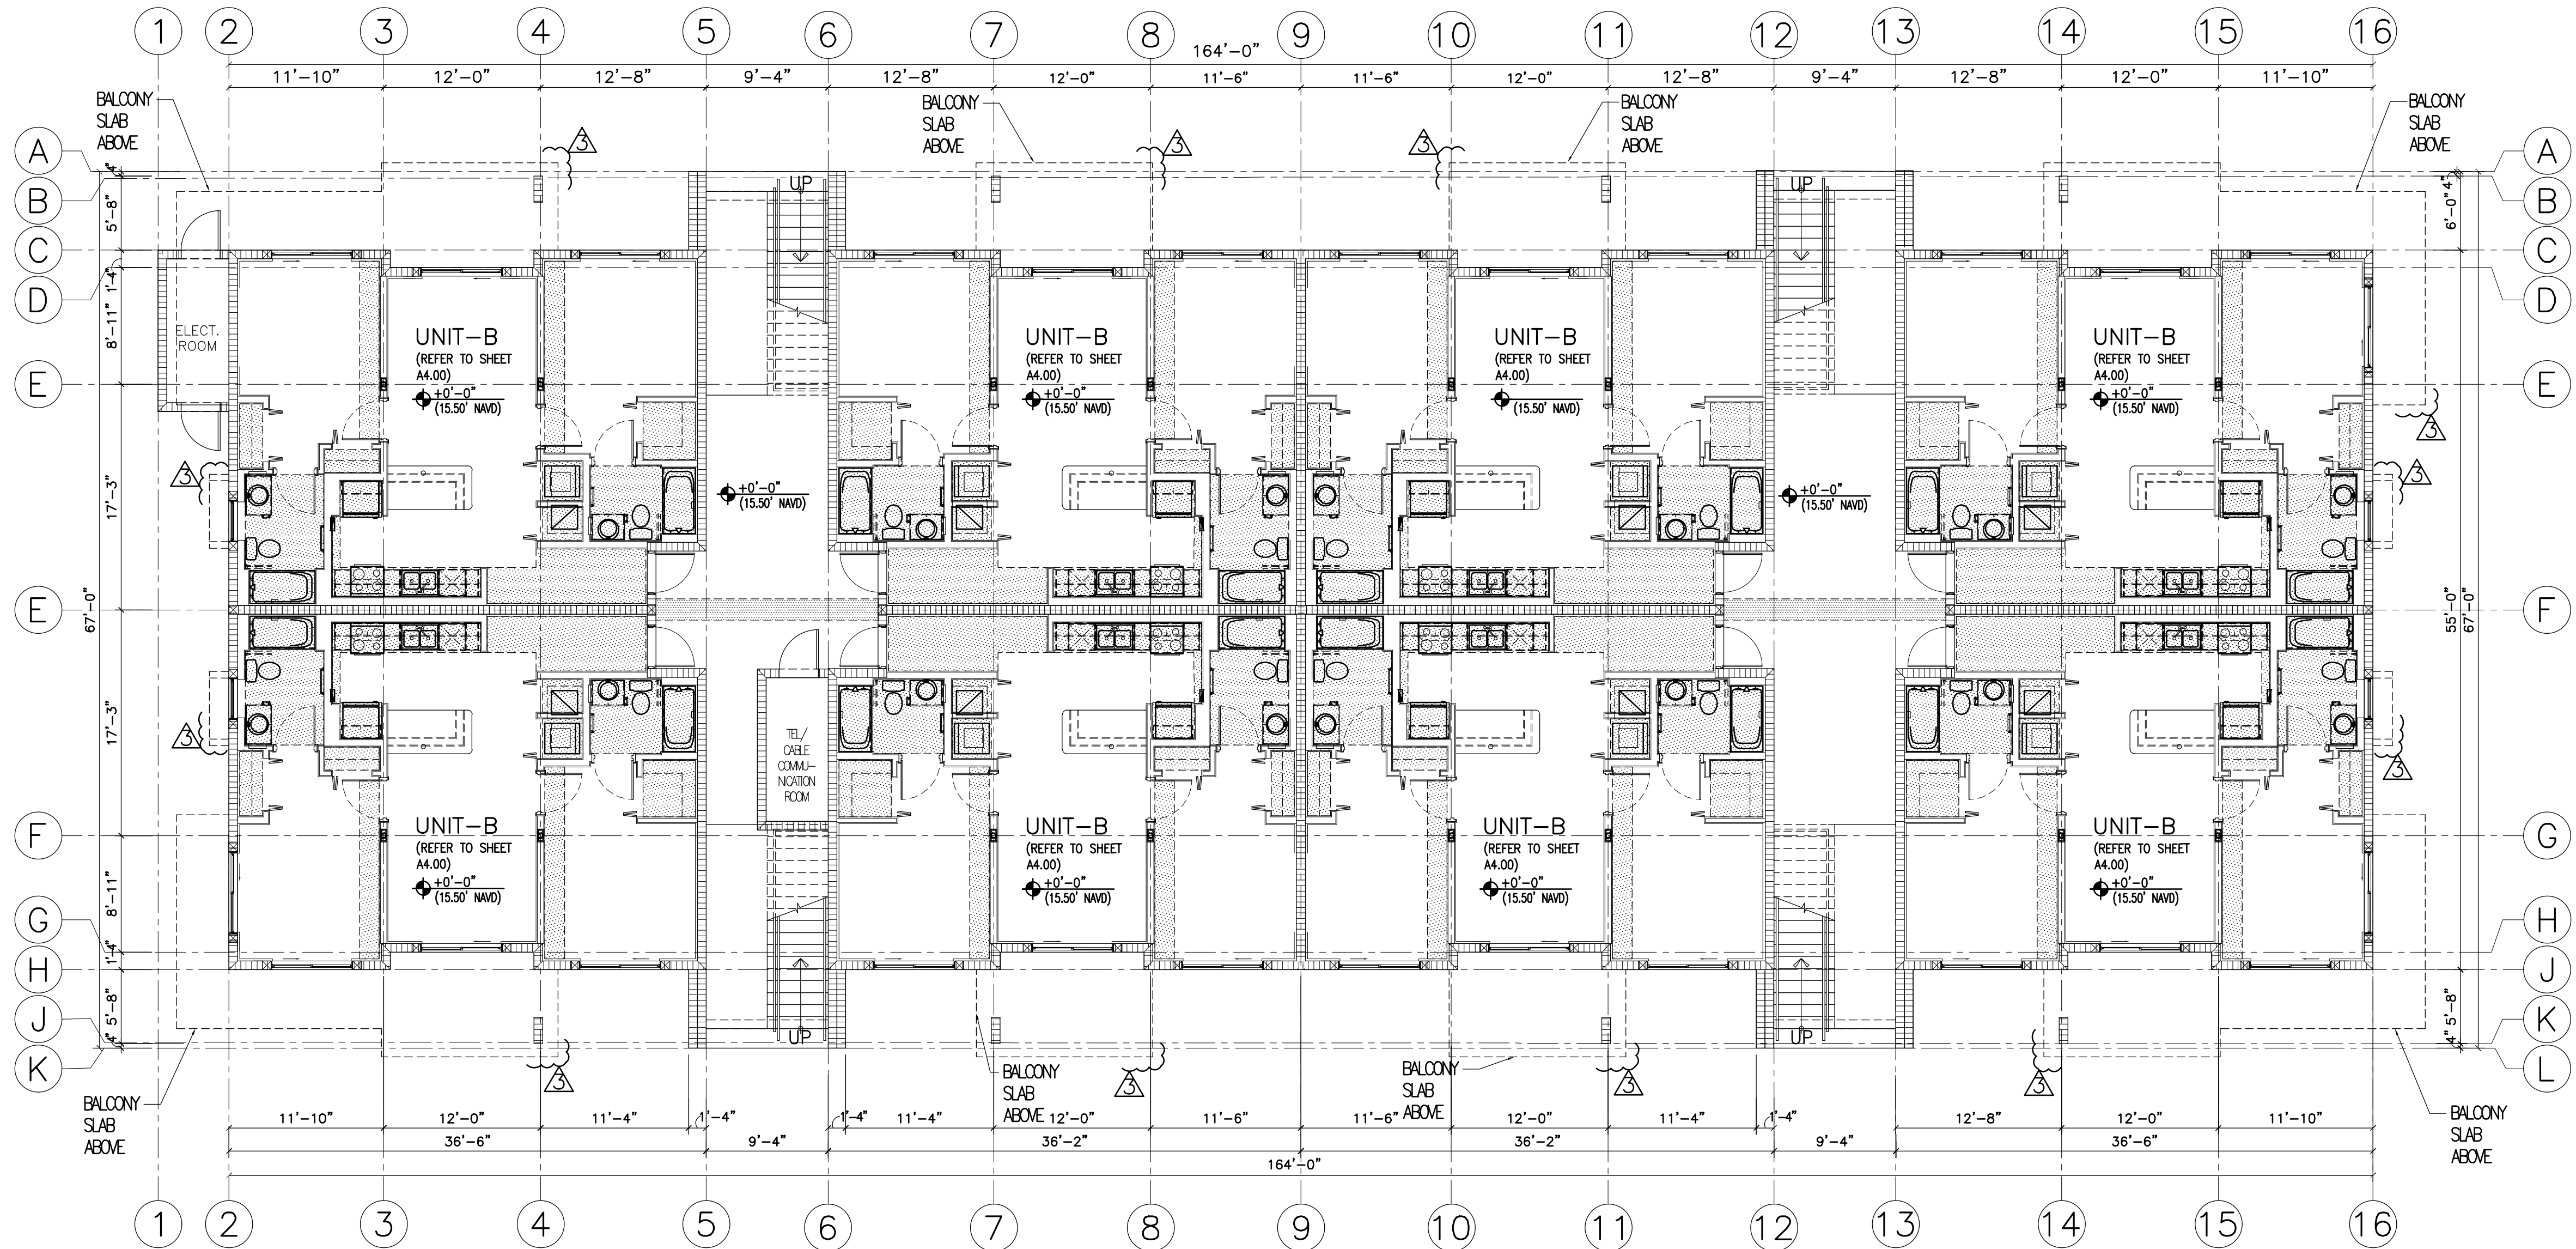 1 2 3 4 5 6 7 8 9 10 11 12 13 14 15 16
164'-0"
11'-10" 12'-0" 12'-8" 9'-4" 12'-8" 12'-0" 11'-6" 11'-6" 12'-0" 12'-8" 9'-4" 12'-8" 12'-0" 11'-10"
BALCONY
SLAB
ABOVE
BALCONY
SLAB
ABOVE
BALCONY
SLAB
ABOVE
BALCONY
SLAB
ABOVE
3 3 3
A
B
C
D
E
E
F
G
H
J
K
4"
5'-8"
1'-4"
8'-11"
17'-3"
67'-0"
17'-3"
8'-11"
1'-4"
5'-8"
4"
A
B
C
D
E
F
G
H
J
K
L
4"
6'-0"
55'-0"
67'-0"
5'-8"
4"
UP
UP
ELECT.
ROOM
UNIT-B
(REFER TO SHEET
A4.00)
+0'-0"
(15.50' NAVD)
UNIT-B
(REFER TO SHEET
A4.00)
+0'-0"
(15.50' NAVD)
UNIT-B
(REFER TO SHEET
A4.00)
+0'-0"
(15.50' NAVD)
UNIT-B
(REFER TO SHEET
A4.00)
+0'-0"
(15.50' NAVD)
3
3
3
+0'-0"
(15.50' NAVD)
+0'-0"
(15.50' NAVD)
3
3
TEL/
CABLE
COMMU-
NICATION
ROOM
UNIT-B
(REFER TO SHEET
A4.00)
+0'-0"
(15.50' NAVD)
UNIT-B
(REFER TO SHEET
A4.00)
+0'-0"
(15.50' NAVD)
UNIT-B
(REFER TO SHEET
A4.00)
+0'-0"
(15.50' NAVD)
UNIT-B
(REFER TO SHEET
A4.00)
+0'-0"
(15.50' NAVD)
UP
UP
3 3 3 3
BALCONY
SLAB
ABOVE
BALCONY
SLAB
ABOVE
BALCONY
SLAB
ABOVE
BALCONY
SLAB
ABOVE
11'-10" 12'-0" 11'-4" 1'-4" 1'-4" 11'-4" 12'-0" 11'-6" 11'-6" 12'-0" 11'-4" 1'-4" 12'-8" 12'-0" 11'-10"
36'-6" 9'-4" 36'-2" 36'-2" 9'-4" 36'-6"
164'-0"
1 2 3 4 5 6 7 8 9 10 11 12 13 14 15 16